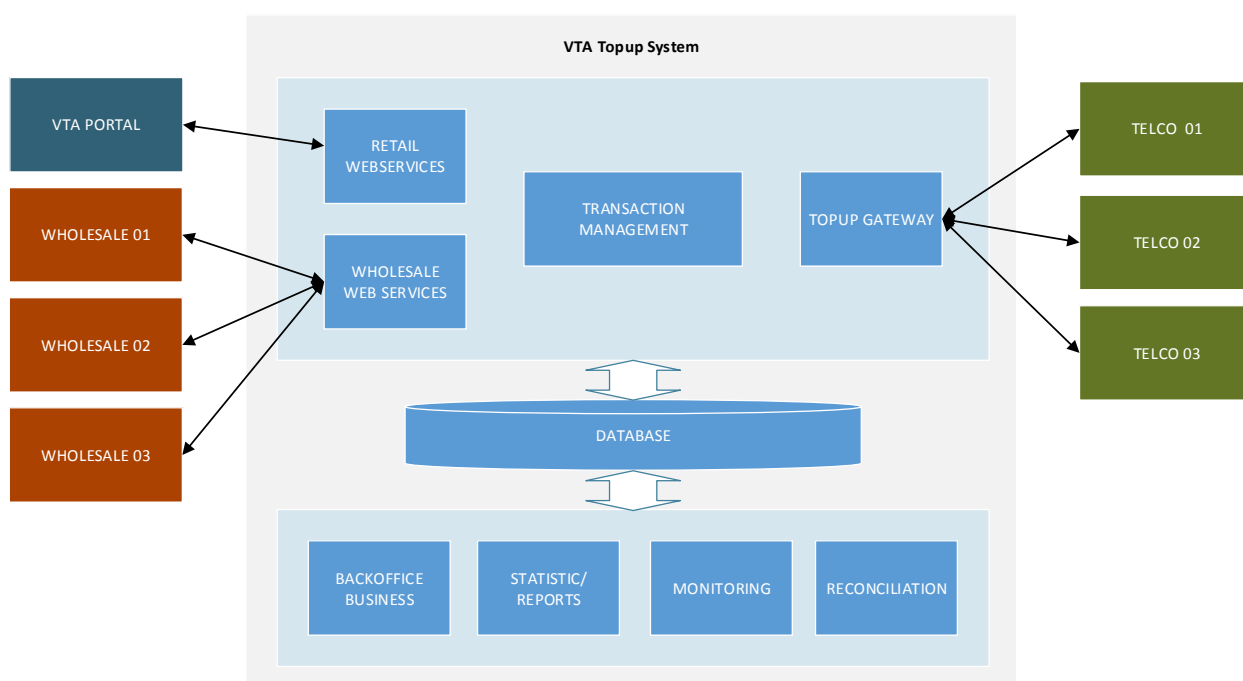 VTA Topup System
VTA PORTAL
WHOLESALE 01
WHOLESALE 02
WHOLESALE 03
RETAIL
WEBSERVICES
WHOLESALE
WEB SERVICES
TRANSACTION
MANAGEMENT
TOPUP GATEWAY
TELCO 01
TELCO 02
TELCO 03
DATABASE
BACKOFFICE
BUSINESS
STATISTIC/
REPORTS
MONITORING
RECONCILIATION